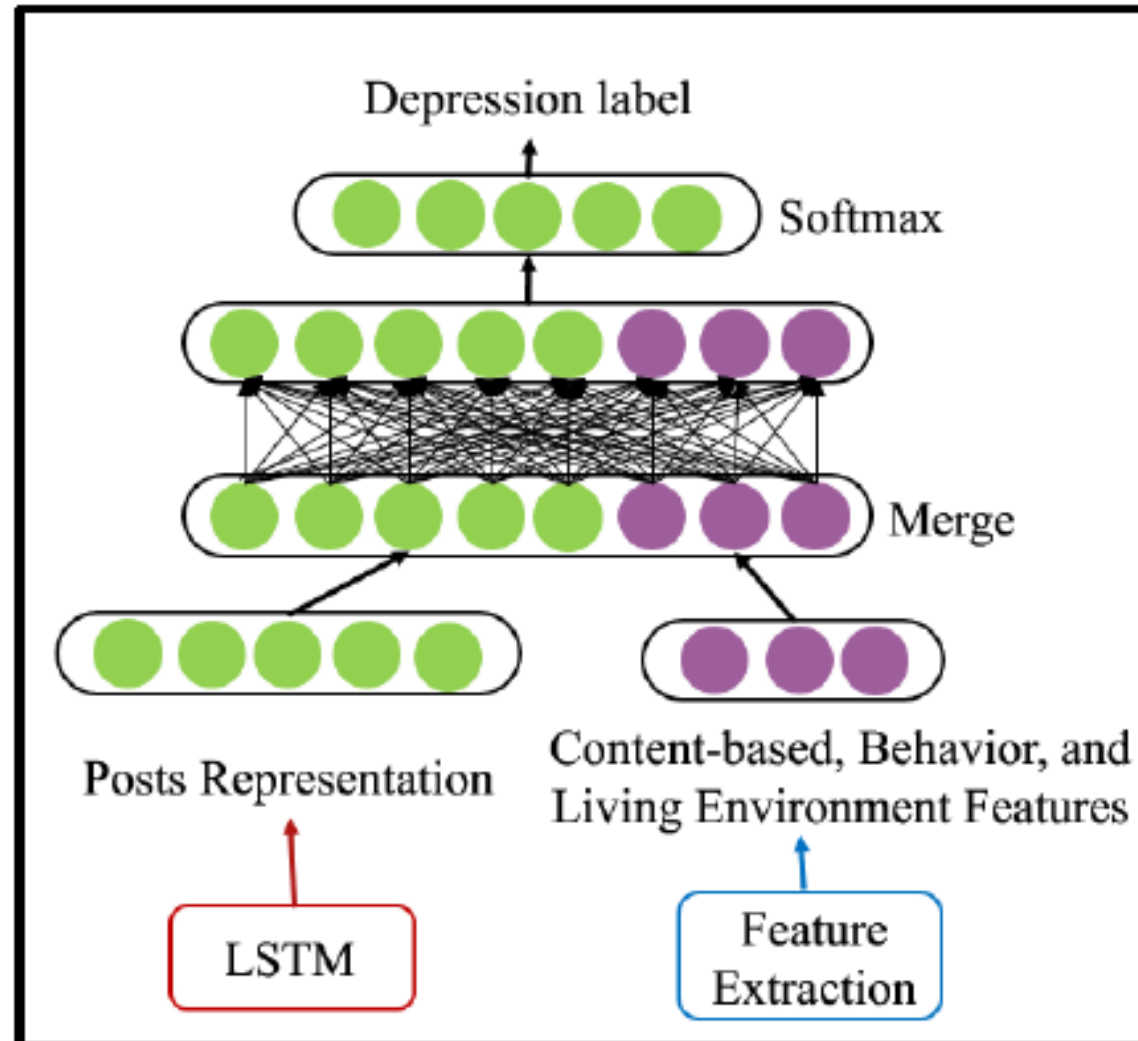 Depression label
Softmax
Merge
Posts Representation
Content-based, Behavior, and
Living Environment Features
LSTM
Feature
Extraction